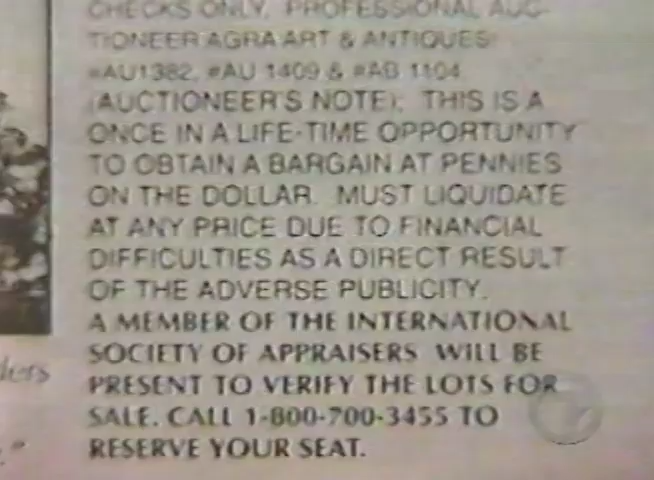 CHECKS ONLY. PROFESSIONAL AUC-
TIONEER AGRA ART & ANTIQUES
#AU1382, #AU 1409 & #AB 1104
(AUCTIONEER'S NOTE): THIS IS A
ONCE IN A LIFE-TIME OPPORTUNITY
TO OBTAIN A BARGAIN AT PENNIES
ON THE DOLLAR. MUST LIQUIDATE
AT ANY PRICE DUE TO FINANCIAL
DIFFICULTIES AS A DIRECT RESULT
OF THE ADVERSE PUBLICITY.
A MEMBER OF THE INTERNATIONAL
SOCIETY OF APPRAISERS WILL BE
PRESENT TO VERIFY THE LOTS FOR
SALE. CALL 1-800-700-3455 TO
RESERVE YOUR SEAT.